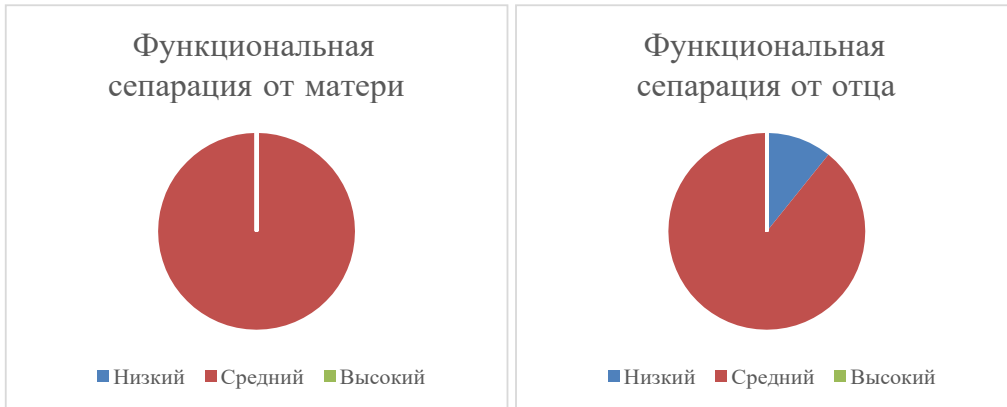 Функциональная
сепарация от матери
Низкий Средний Высокий
Функциональная
сепарация от отца
Низкий Средний Высокий